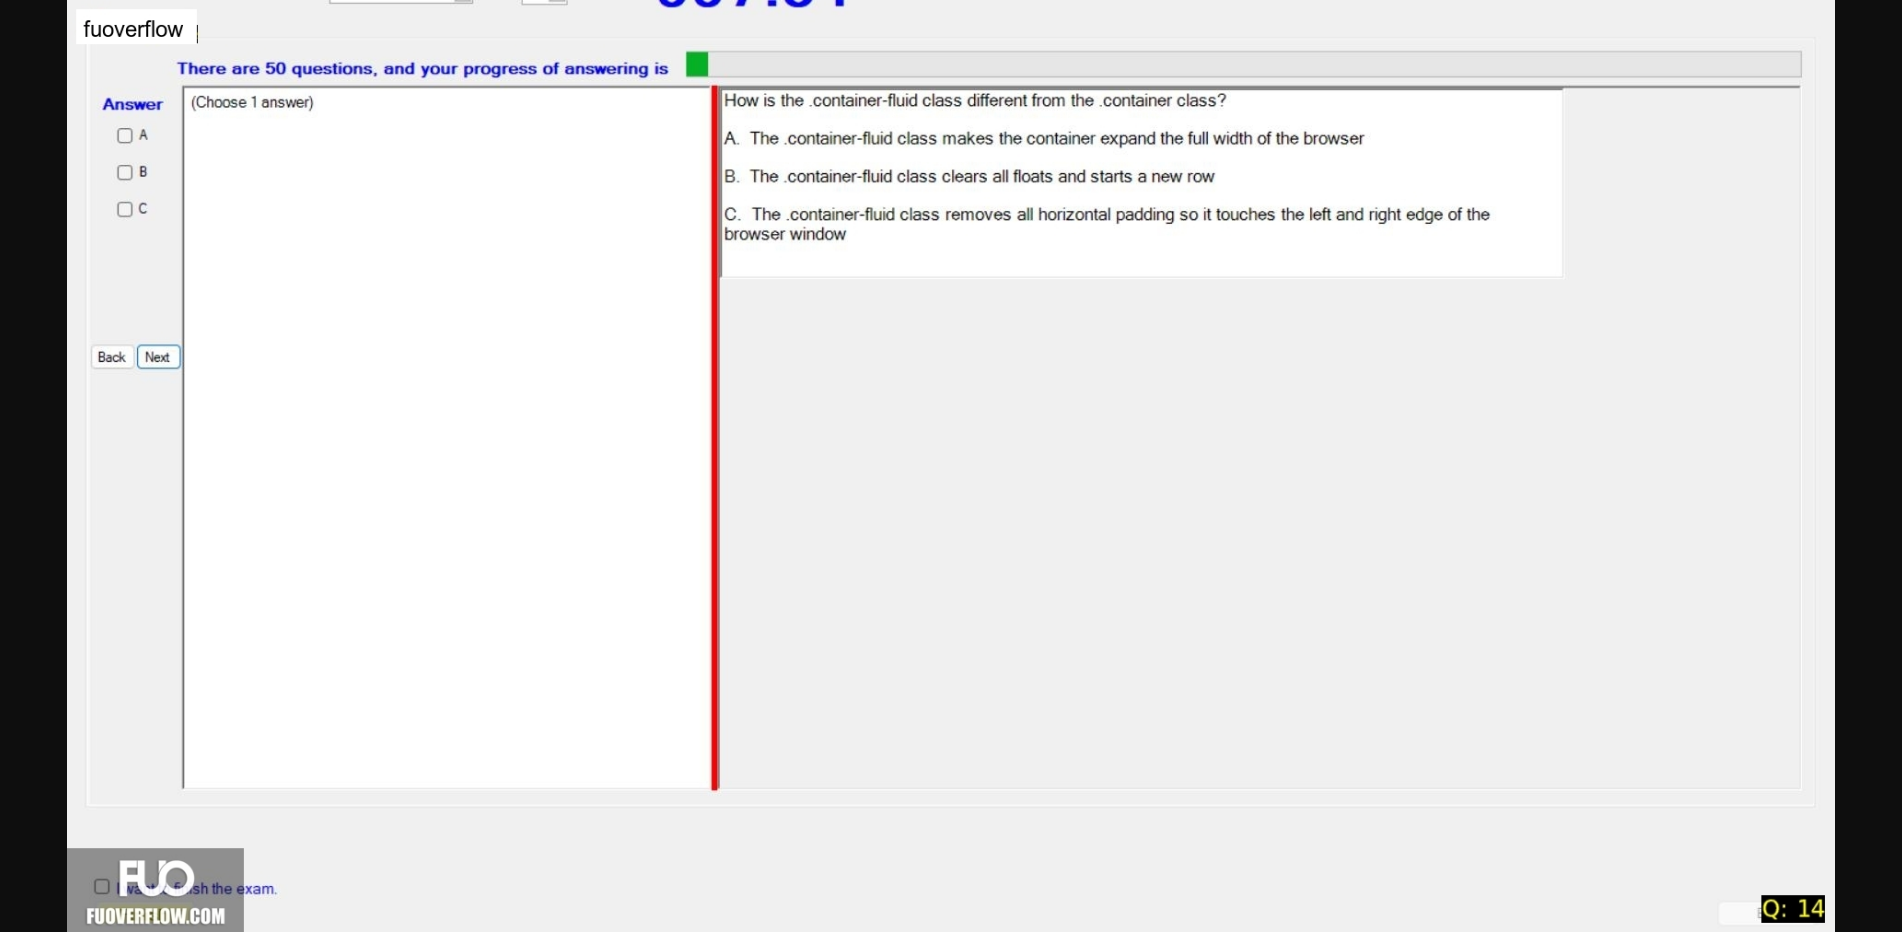 fuoverflow
There are 50 questions, and your progress of answering is
Answer
(Choose 1 answer)
How is the .container-fluid class different from the .container class?
A
A. The .container-fluid class makes the container expand the full width of the browser
B
B. The .container-fluid class clears all floats and starts a new row
C
C. The .container-fluid class removes all horizontal padding so it touches the left and right edge of the
browser window
Back Next
FUO
the exam.
FUOVERFLOW.COM
Q: 14